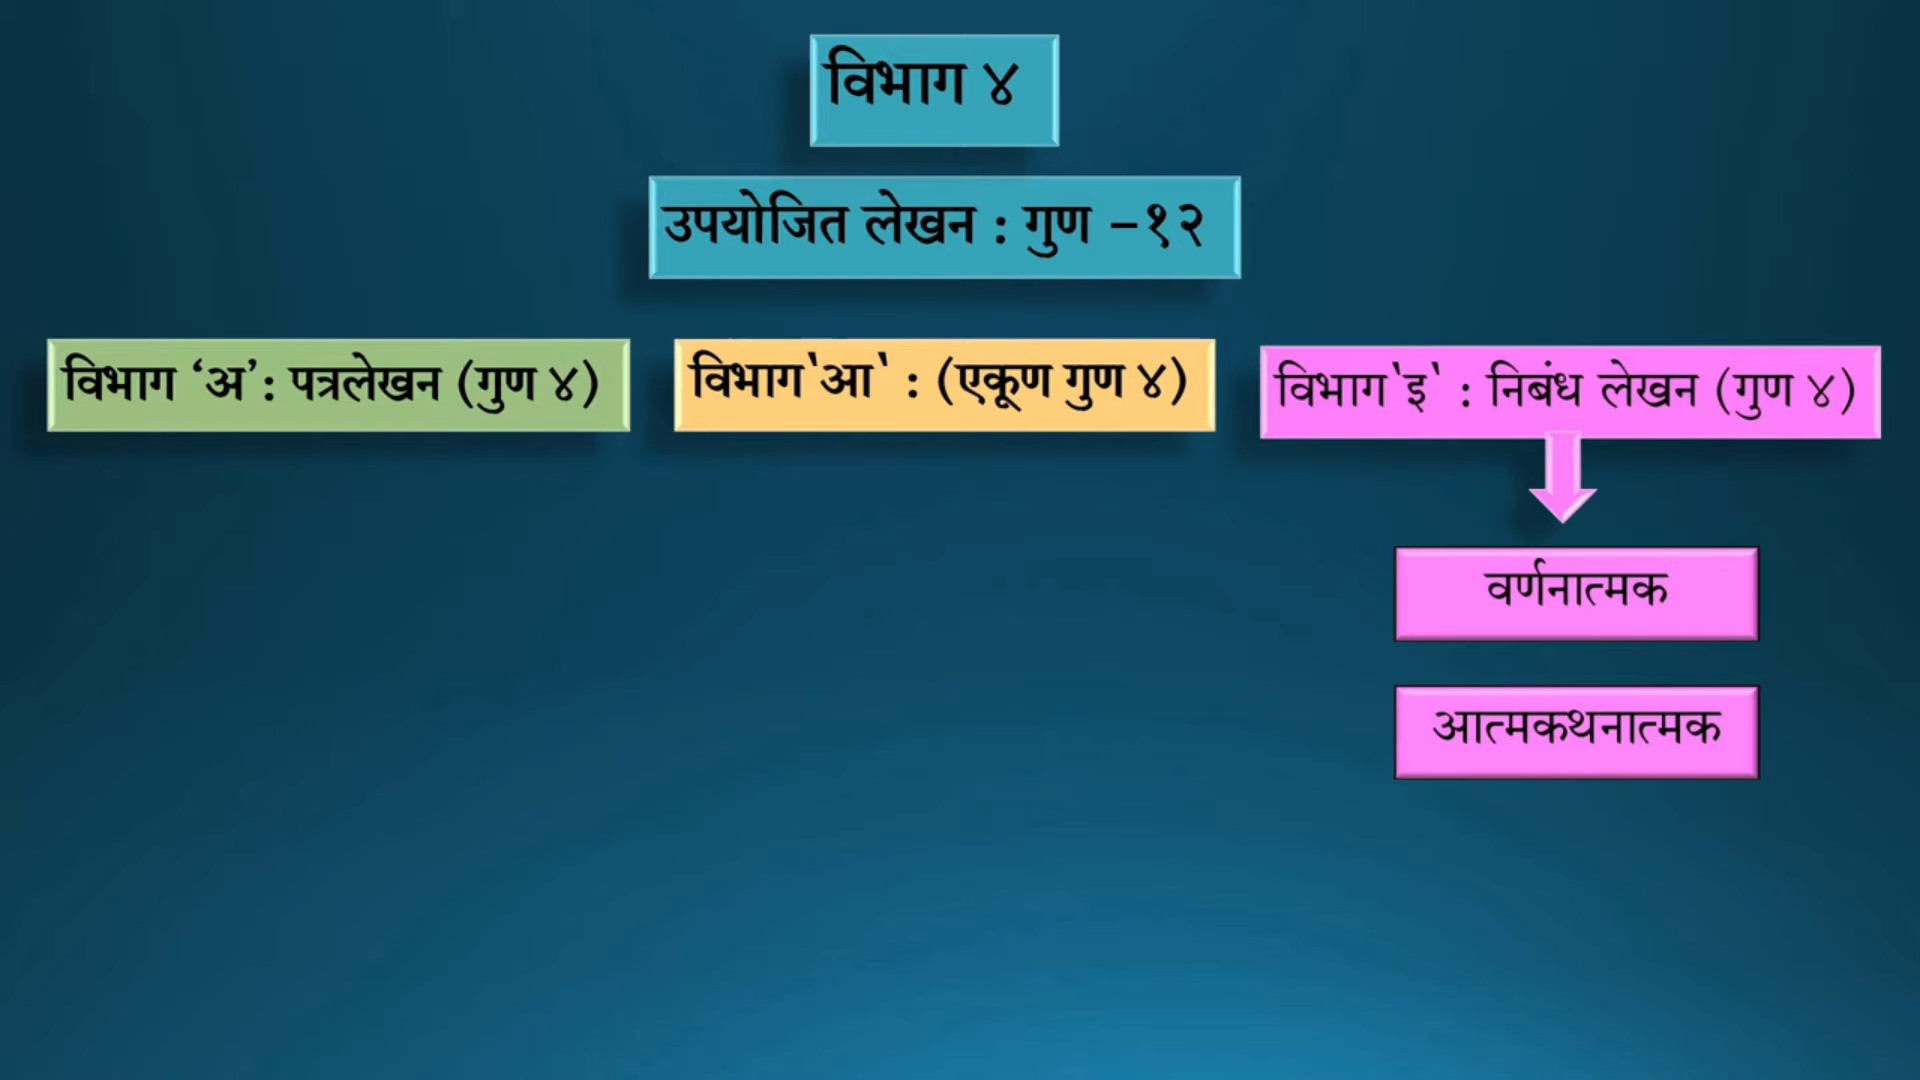 विभाग ४
उपयोजित लेखन : गुण –१२
विभाग ‘अ’: पत्रलेखन (गुण ४)
विभाग`आ` : (एकूण गुण ४)
विभाग`इ` : निबंध लेखन (गुण ४)
वर्णनात्मक
आत्मकथनात्मक